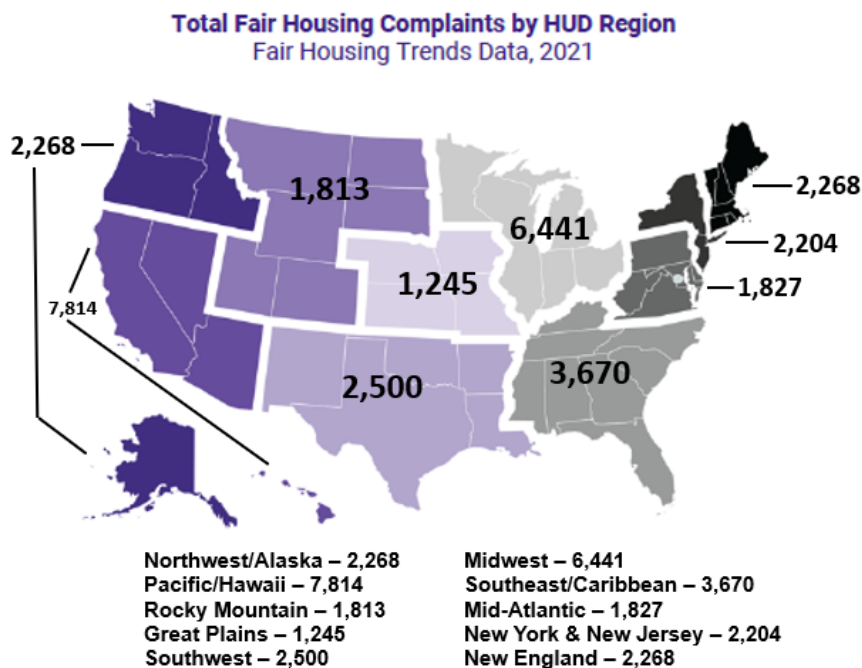 Total Fair Housing Complaints by HUD Region
Fair Housing Trends Data, 2021
2,268
1,813
6,441
2,268
2,204
1,245
1,827
7,814
2,500
3,670
Northwest/Alaska – 2,268
Pacific/Hawaii – 7,814
Rocky Mountain – 1,813
Great Plains – 1,245
Southwest – 2,500
Midwest – 6,441
Southeast/Caribbean – 3,670
Mid-Atlantic – 1,827
New York & New Jersey – 2,204
New England – 2,268